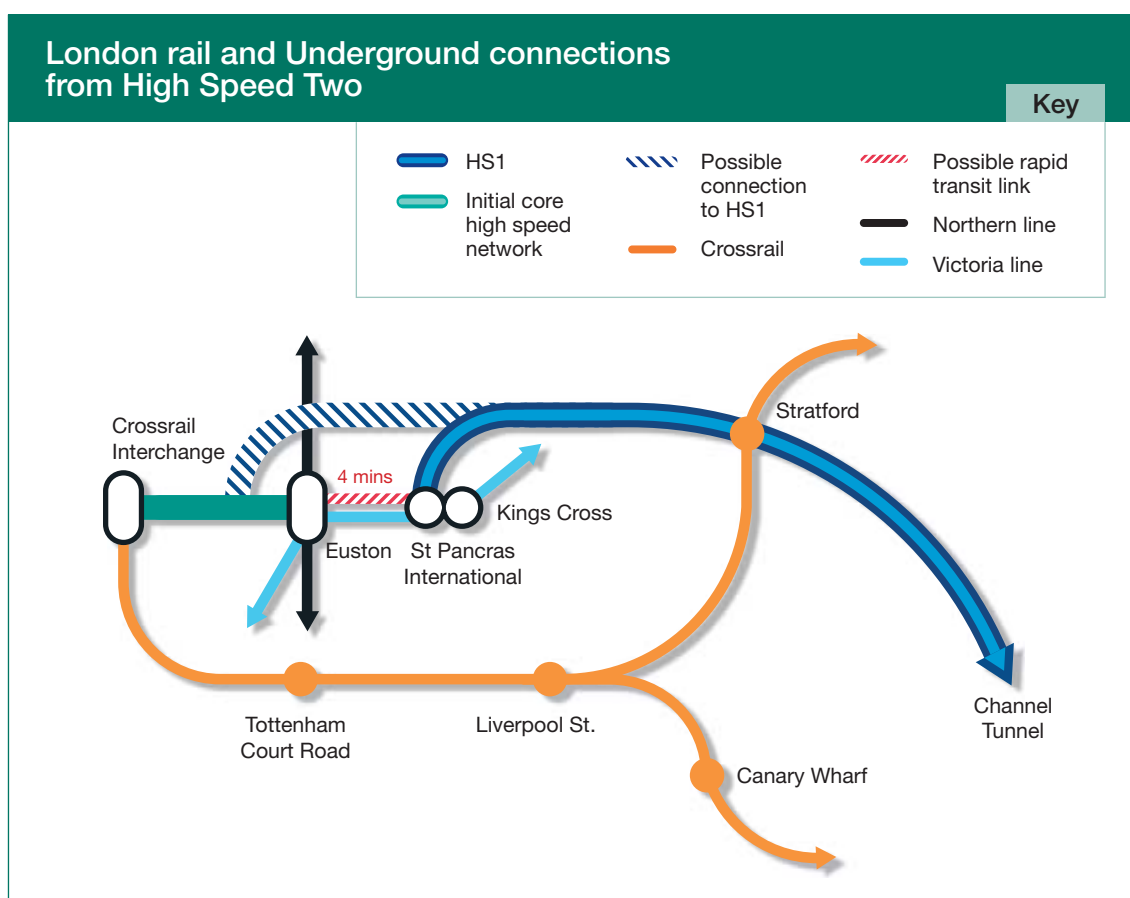 London rail and Underground connections
from High Speed Two
Key
HS1
Initial core
high speed
network
Possible
connection
to HS1
Crossrail
Possible rapid
transit link
Northern line
Victoria line
Crossrail
Interchange
4 mins
Euston
St Pancras
International
Kings Cross
Stratford
Tottenham
Court Road
Liverpool St.
Canary Wharf
Channel
Tunnel